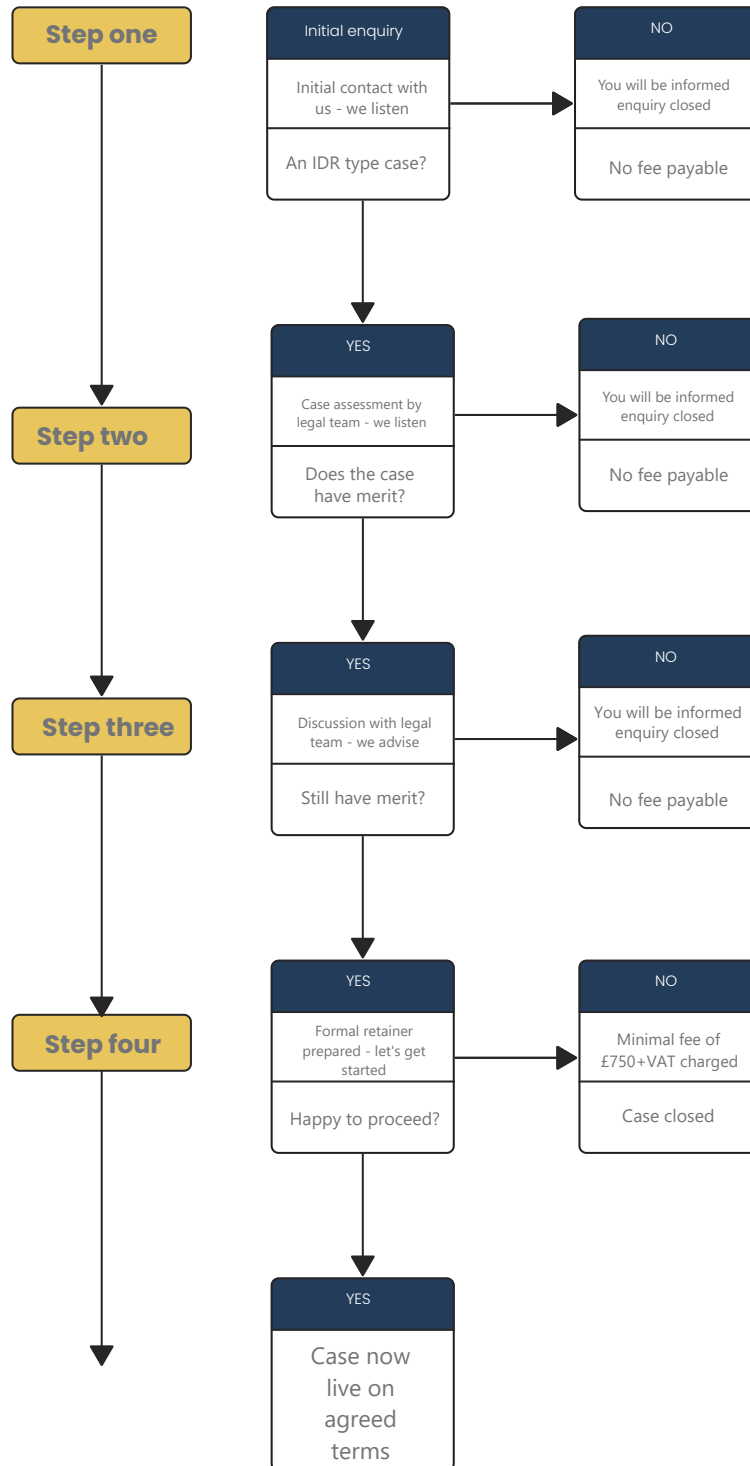 Step one
Initial enquiry
NO
Initial contact with
us - we listen
You will be informed
enquiry closed
An IDR type case?
No fee payable
YES
NO
Case assessment by
legal team - we listen
You will be informed
enquiry closed
Step two
Does the case
have merit?
No fee payable
YES
NO
Step three
Discussion with legal
team - we advise
You will be informed
enquiry closed
Still have merit?
No fee payable
YES
NO
Step four
Formal retainer
prepared - let's get
started
Minimal fee of
£750+VAT charged
Happy to proceed?
Case closed
YES
Case now
live on
agreed
terms